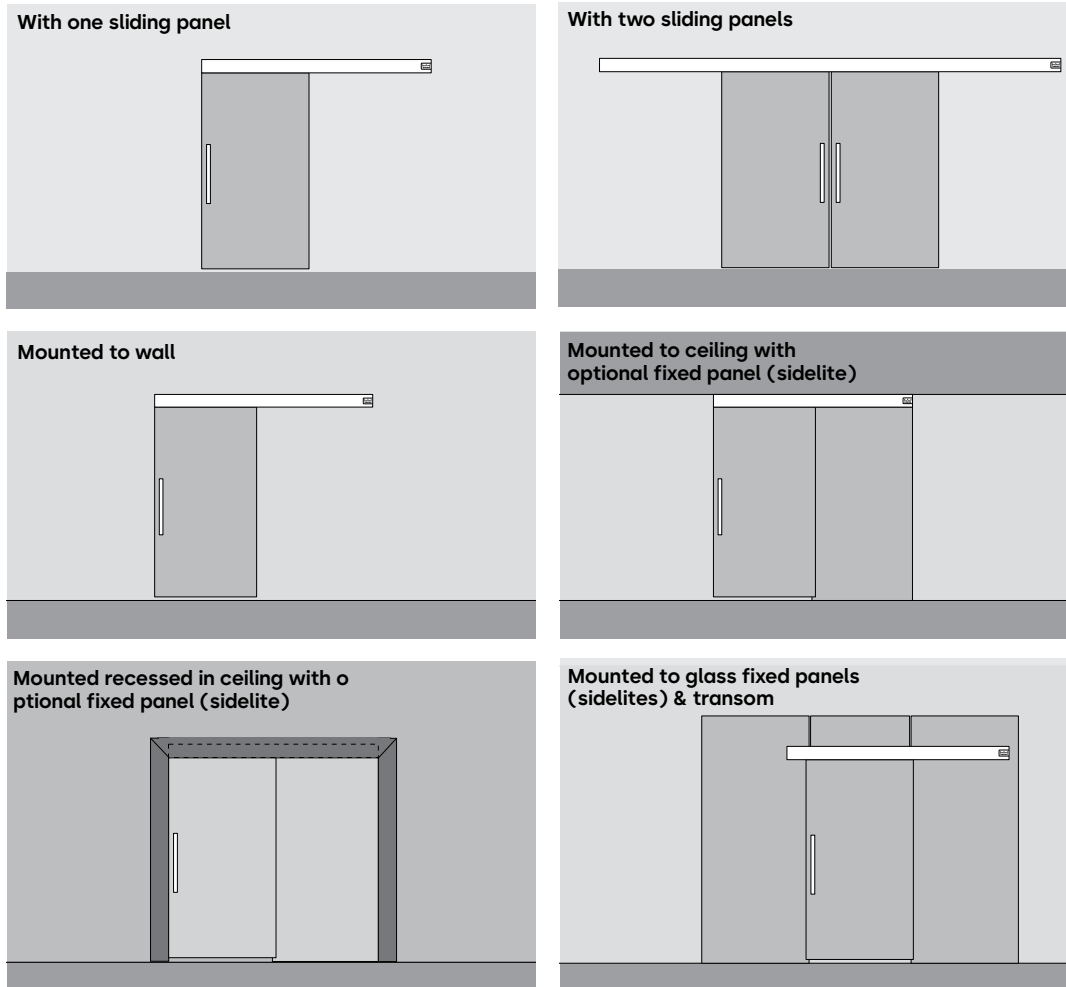 With one sliding panel
With two sliding panels
Mounted to wall
Mounted to ceiling with
optional fixed panel (sidelite)
Mounted recessed in ceiling with o
ptional fixed panel (sidelite)
Mounted to glass fixed panels
(sidelites) & transom